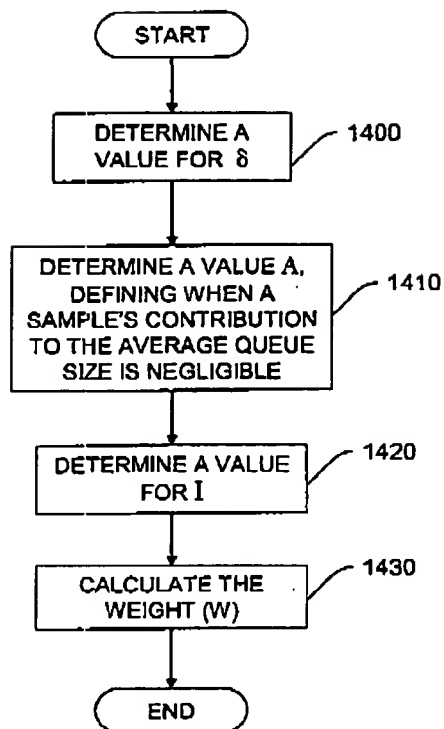 START
DETERMINE A
VALUE FOR δ
1400
DETERMINE A VALUE A,
DEFINING WHEN A
SAMPLE'S CONTRIBUTION
TO THE AVERAGE QUEUE
SIZE IS NEGLIGIBLE
1410
DETERMINE A VALUE
FOR I
1420
CALCULATE THE
WEIGHT (W)
1430
END